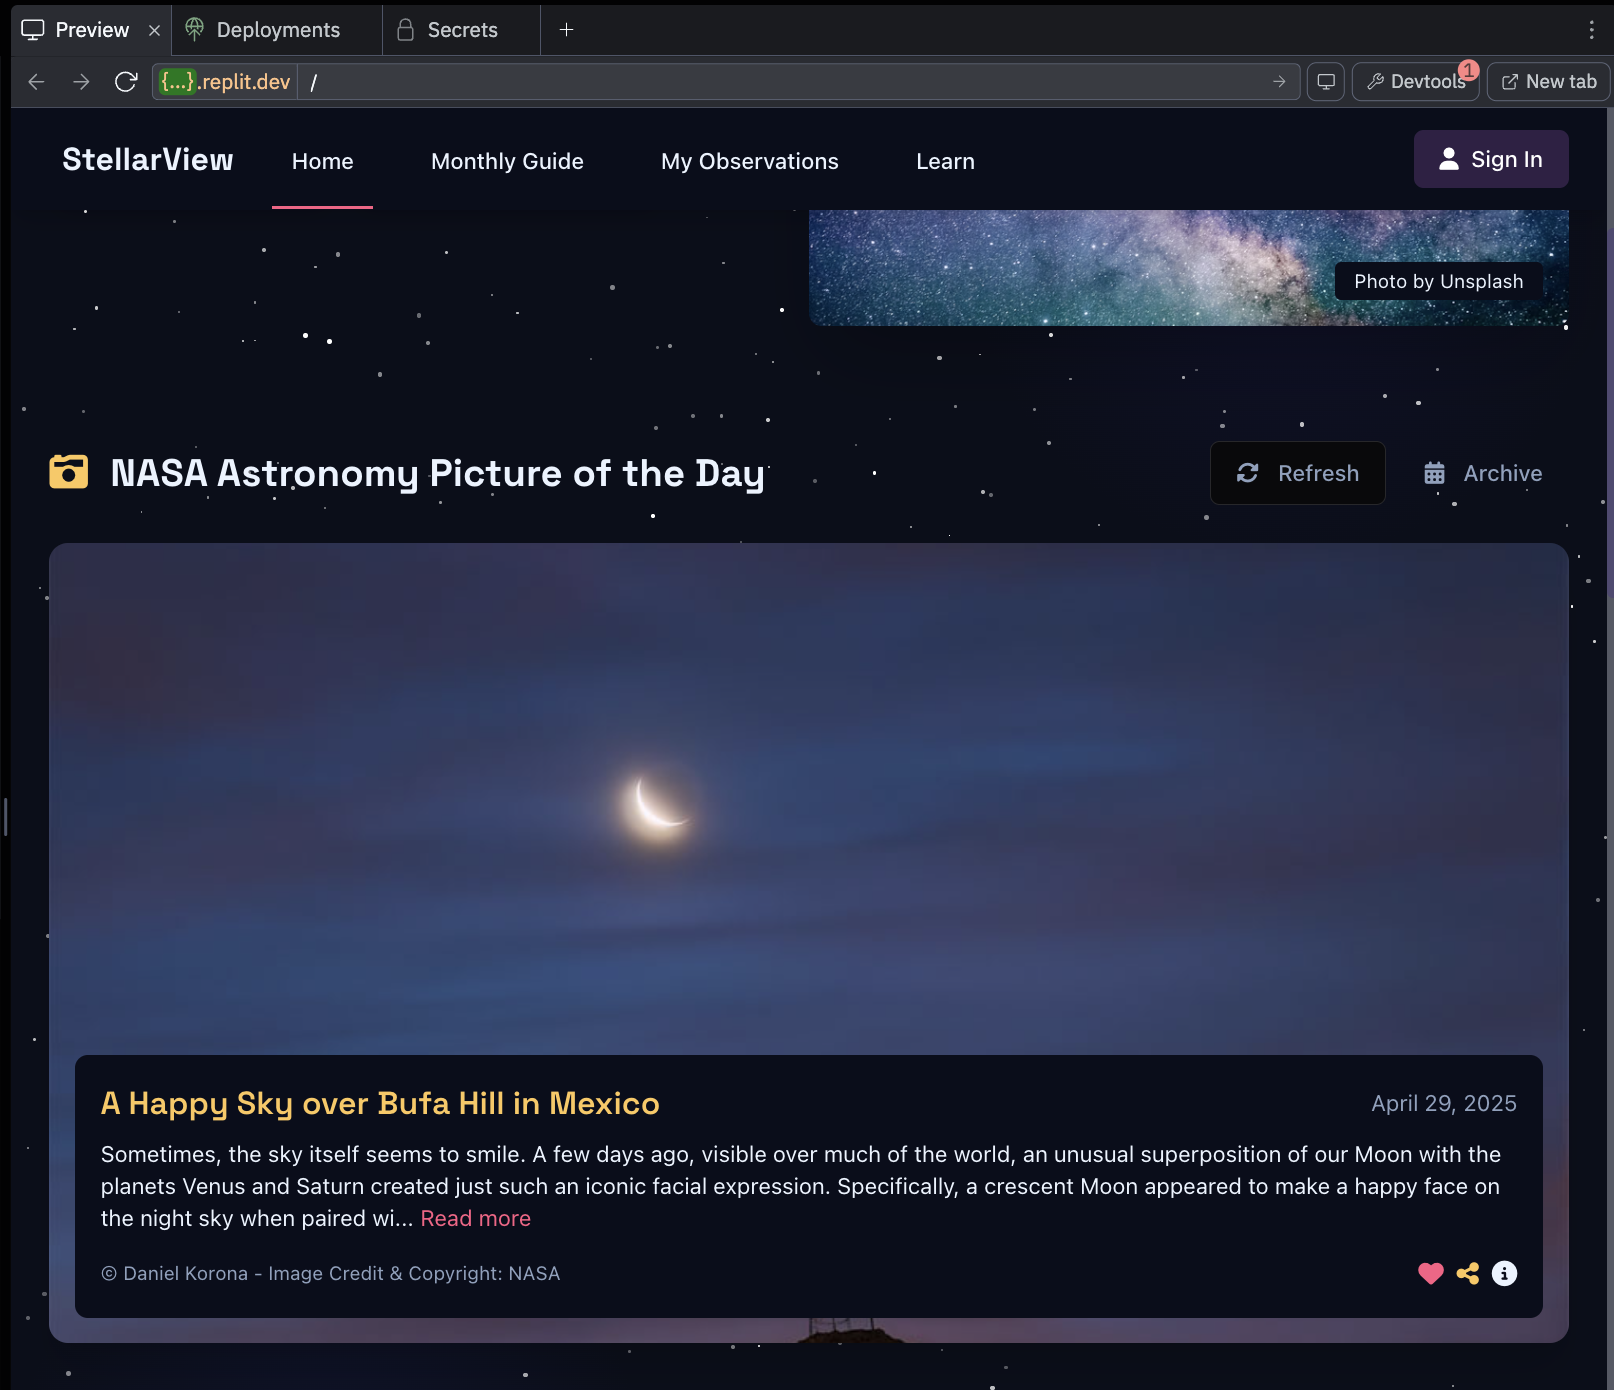 Preview
Deployments
Secrets
{...}.replit.dev /
Devtools 1
New tab
StellarView
Home
Monthly Guide
My Observations
Learn
Sign In
Photo by Unsplash
NASA Astronomy Picture of the Day
Refresh
Archive
A Happy Sky over Bufa Hill in Mexico
April 29, 2025
Sometimes, the sky itself seems to smile. A few days ago, visible over much of the world, an unusual superposition of our Moon with the
planets Venus and Saturn created just such an iconic facial expression. Specifically, a crescent Moon appeared to make a happy face on
the night sky when paired wi... Read more
© Daniel Korona - Image Credit & Copyright: NASA